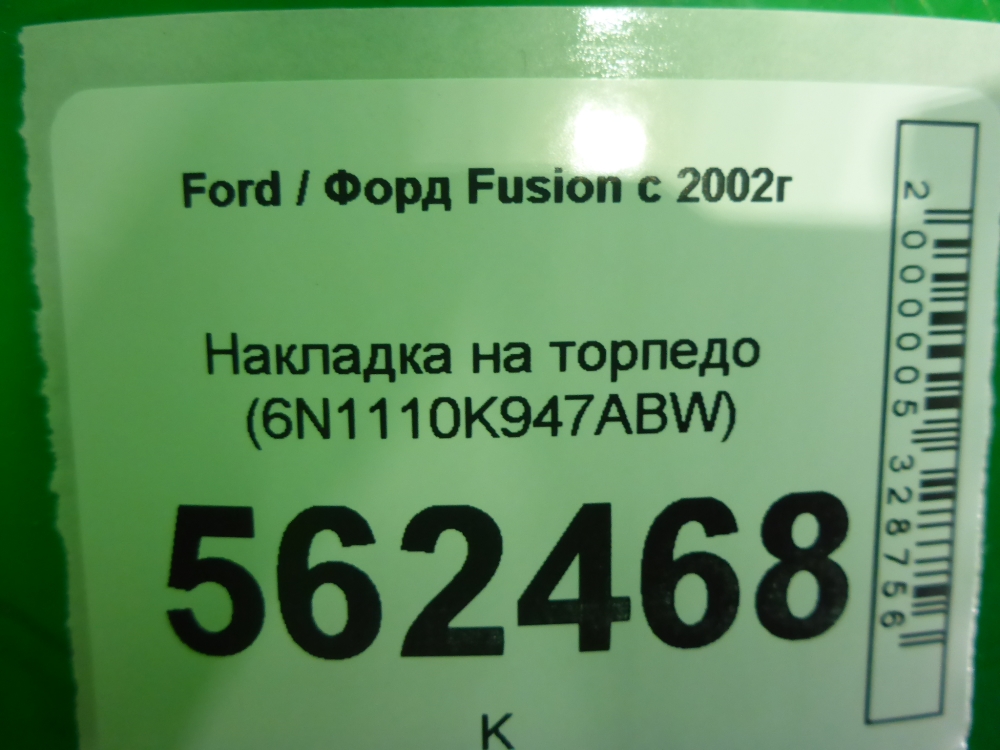 Ford / Форд Fusion с 2002г
Накладка на торпедо
(6N1110K947ABW)
562468
K
2000005328756